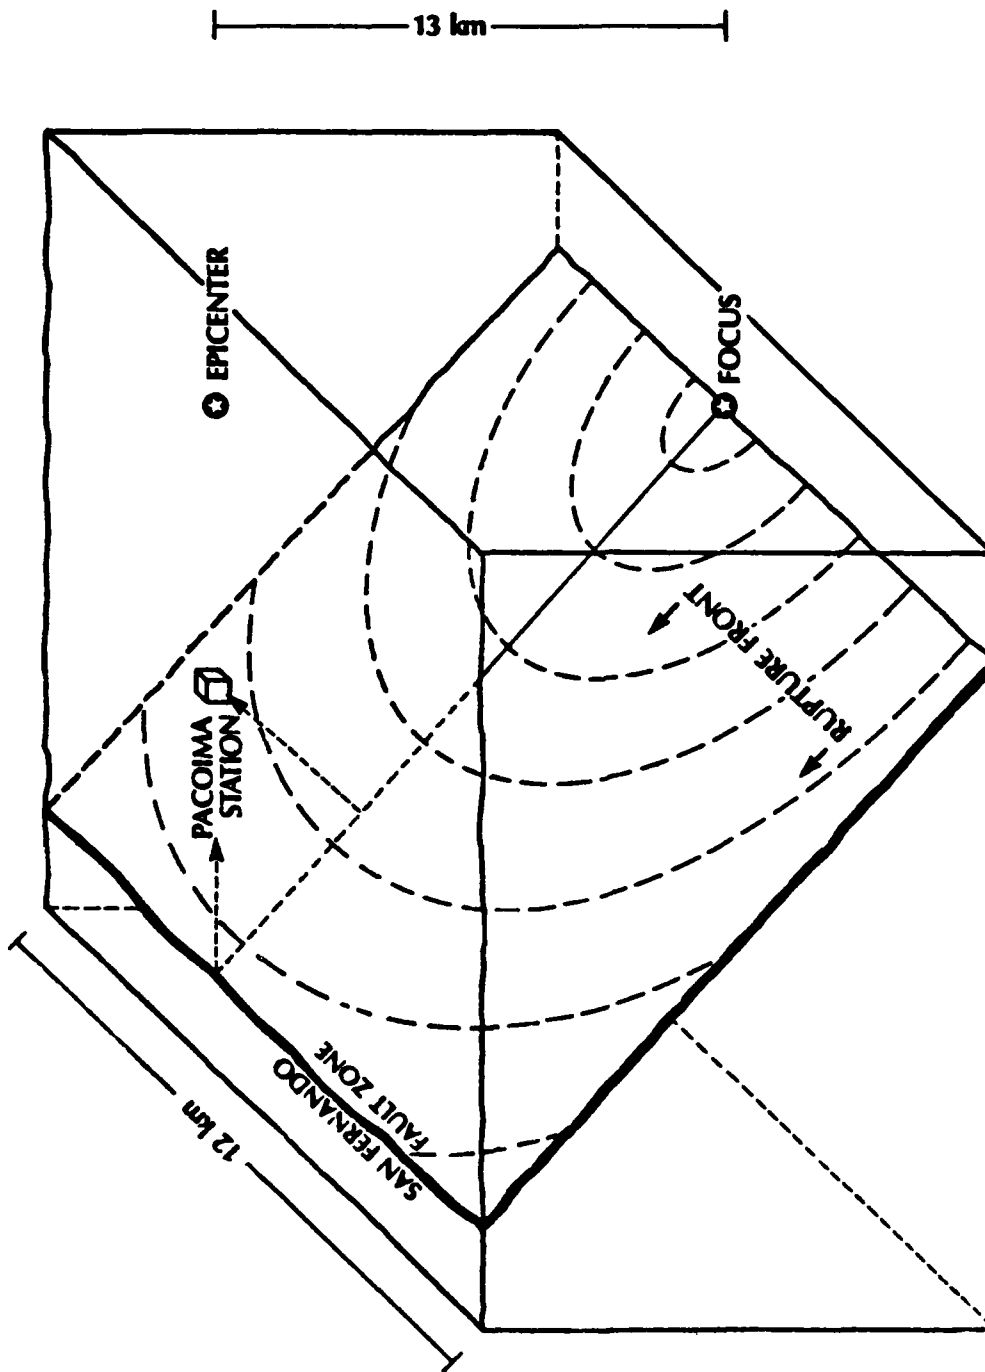 13 km
EPICENTER
FOCUS
PACOIMA
STATION
RUPTURE FRONT
SAN FERNANDO
FAULT ZONE
12 km